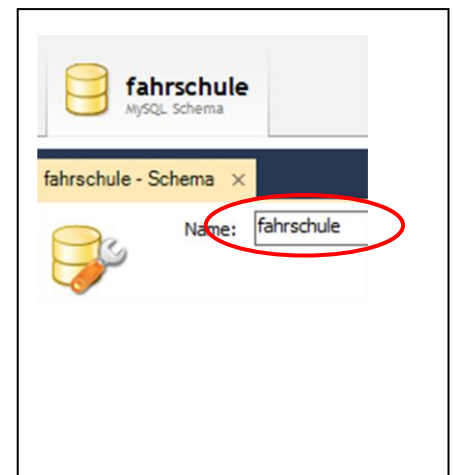 fahrschule
MySQL Schema
fahrschule - Schema ×
Name: fahrschule